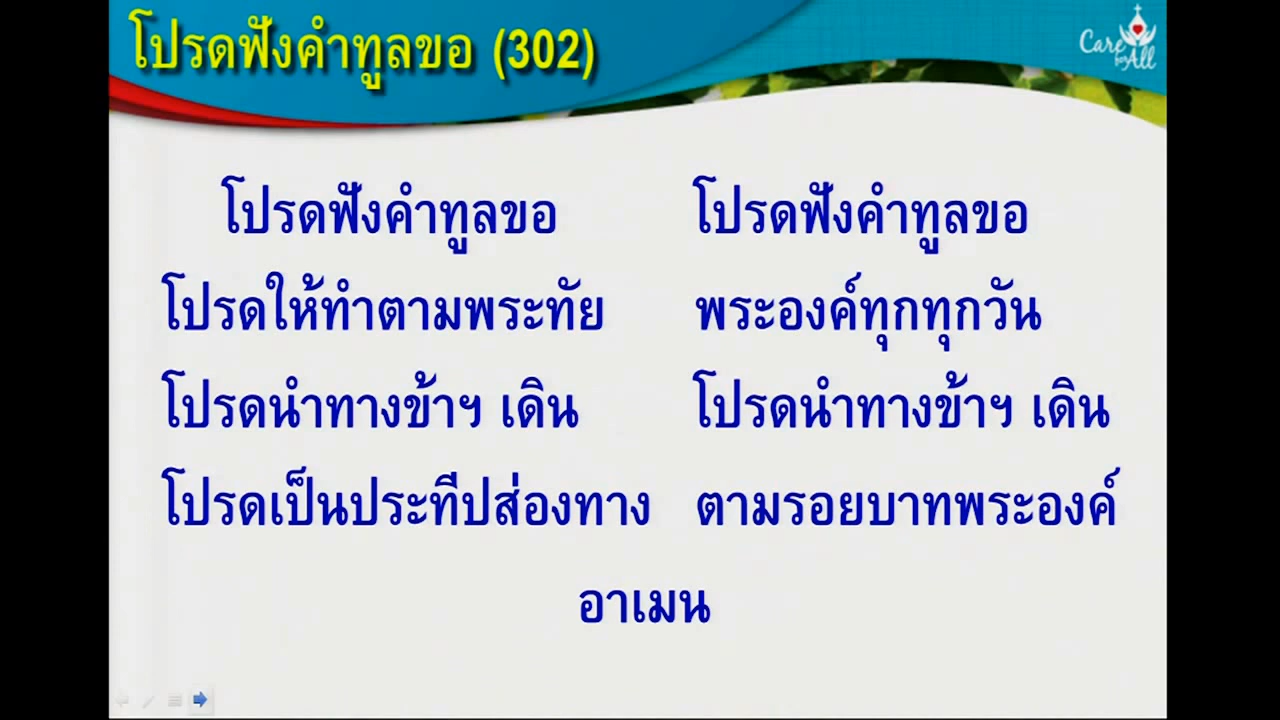 โปรดฟังคำทูลขอ (302)
Care by All
โปรดฟังคำทูลขอ โปรดฟังคำทูลขอ
โปรดให้ทำตามพระทัย พระองค์ทุกทุกวัน
โปรดนำทางข้าฯ เดิน โปรดนำทางข้าฯ เดิน
โปรดเป็นประทีปส่องทาง ตามรอยบาทพระองค์
อาเมน